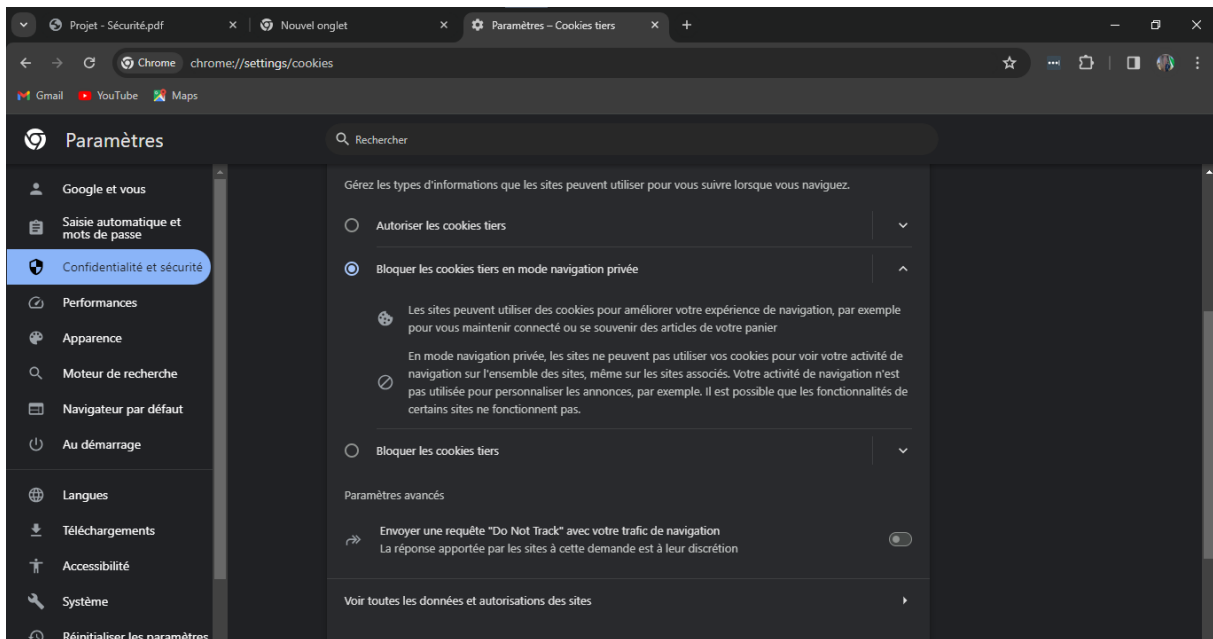 Projet - Sécurité.pdf
Nouvel onglet
Paramètres – Cookies tiers
Chrome
chrome://settings/cookies
Gmail
YouTube
Maps
Paramètres
Rechercher
Google et vous
Saisie automatique et
mots de passe
Confidentialité et sécurité
Performances
Apparence
Moteur de recherche
Navigateur par défaut
Au démarrage
Langues
Téléchargements
Accessibilité
Système
Réinitialiser les paramètres
Gérez les types d'informations que les sites peuvent utiliser pour vous suivre lorsque vous naviguez.
Autoriser les cookies tiers
Bloquer les cookies tiers en mode navigation privée
Les sites peuvent utiliser des cookies pour améliorer votre expérience de navigation, par exemple
pour vous maintenir connecté ou se souvenir des articles de votre panier
En mode navigation privée, les sites ne peuvent pas utiliser vos cookies pour voir votre activité de
navigation sur l'ensemble des sites, même sur les sites associés. Votre activité de navigation n'est
pas utilisée pour personnaliser les annonces, par exemple. Il est possible que les fonctionnalités de
certains sites ne fonctionnent pas.
Bloquer les cookies tiers
Paramètres avancés
Envoyer une requête "Do Not Track" avec votre trafic de navigation
La réponse apportée par les sites à cette demande est à leur discrétion
Voir toutes les données et autorisations des sites